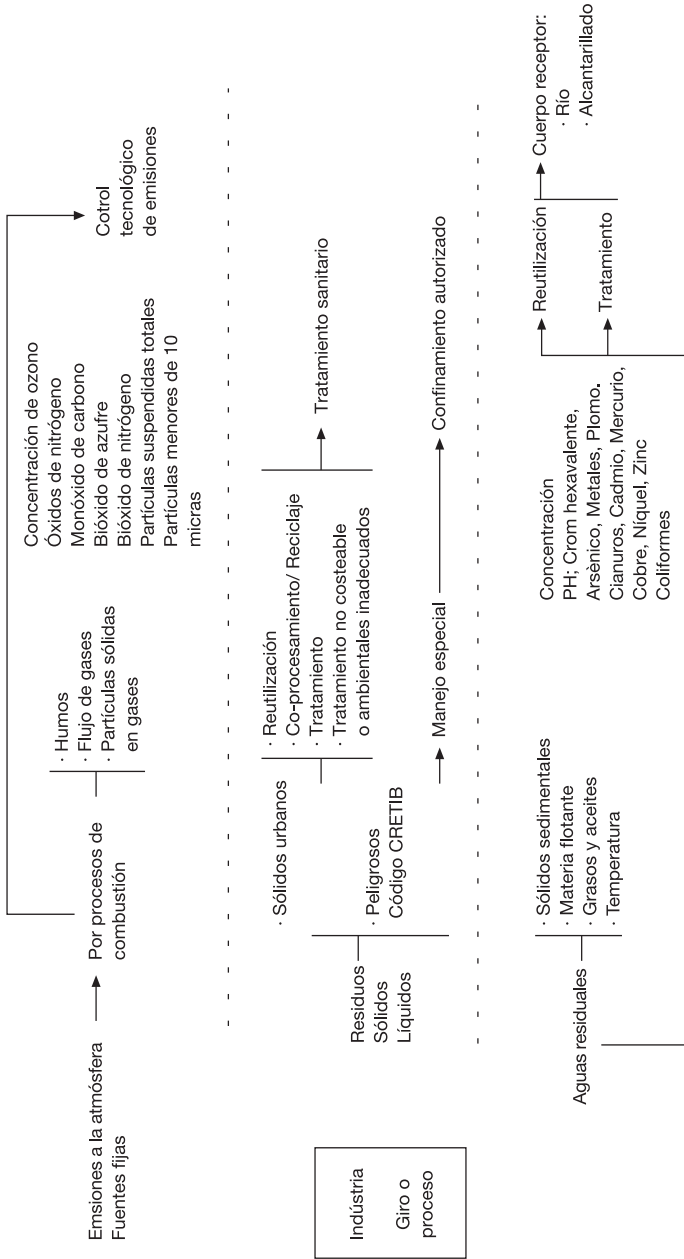 Indústria
Giro o
proceso
Emsiones a la atmósfera
Fuentes fijas
Por procesos de
combustión
· Humos
· Flujo de gases
· Partículas sólidas
en gases
Concentración de ozono
Óxidos de nitrógeno
Monóxido de carbono
Bióxido de azufre
Bióxido de nitrógeno
Partículas suspendidas totales
Partículas menores de 10
micras
Cotrol
tecnológico
de emisiones
Residuos
Sólidos
Líquidos
· Sólidos urbanos
· Peligrosos
Código CRETIB
· Reutilización
· Co-procesamiento/ Reciclaje
· Tratamiento
· Tratamiento no costeable
o ambientales inadecuados
Tratamiento sanitario
Manejo especial
Confinamiento autorizado
Aguas residuales
· Sólidos sedimentales
· Materia flotante
· Grasos y aceites
· Temperatura
Concentración
PH; Crom hexavalente,
Arsènico, Metales, Plomo.
Cianuros, Cadmio, Mercurio,
Cobre, Níquel, Zinc
Coliformes
Reutilización
Tratamiento
Cuerpo receptor:
· Río
· Alcantarillado